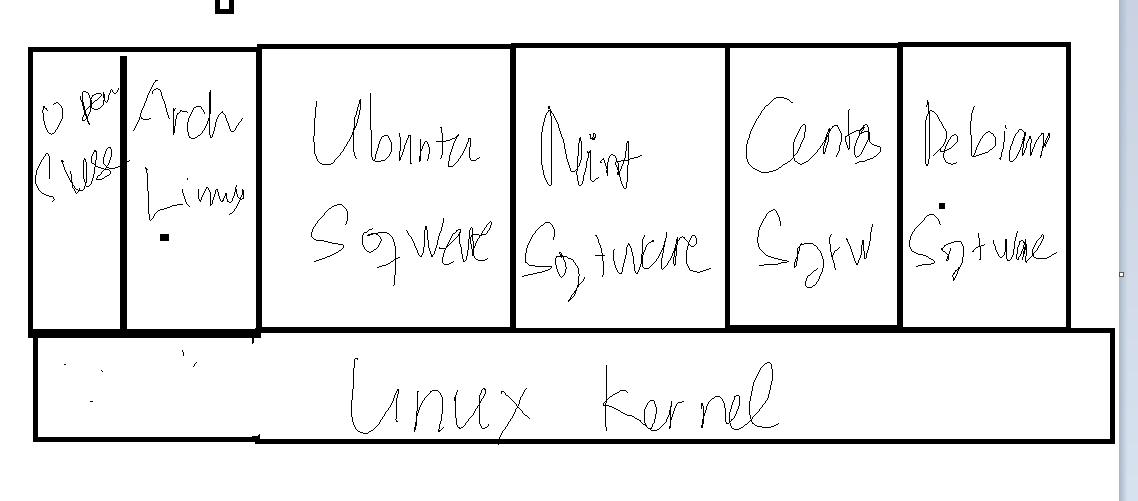 Open
Suse
Arch
Linux
Ubuntu
Software
Mint
Software
Centos
Softw
Debian
Software
Linux Kernel